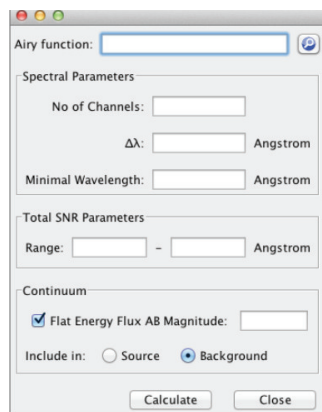 Airy function:
Spectral Parameters
No of Channels:
Δλ: Angstrom
Minimal Wavelength: Angstrom
Total SNR Parameters
Range: – Angstrom
Continuum
Flat Energy Flux AB Magnitude:
Include in: Source Background
Calculate Close